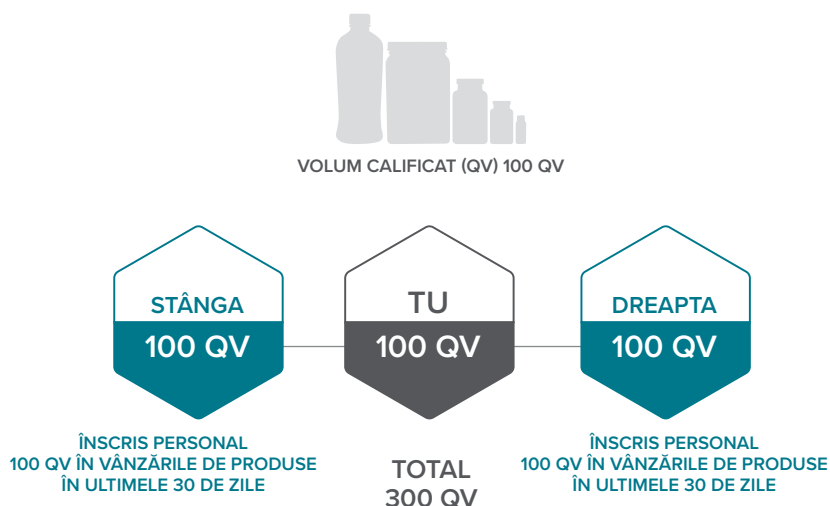 VOLUM CALIFICAT (QV) 100 QV
STÂNGA
100 QV
TU
100 QV
DREAPTA
100 QV
ÎNSCRIS PERSONAL
100 QV ÎN VÂNZĂRILE DE PRODUSE
ÎN ULTIMELE 30 DE ZILE
TOTAL
300 QV
ÎNSCRIS PERSONAL
100 QV ÎN VÂNZĂRILE DE PRODUSE
ÎN ULTIMELE 30 DE ZILE